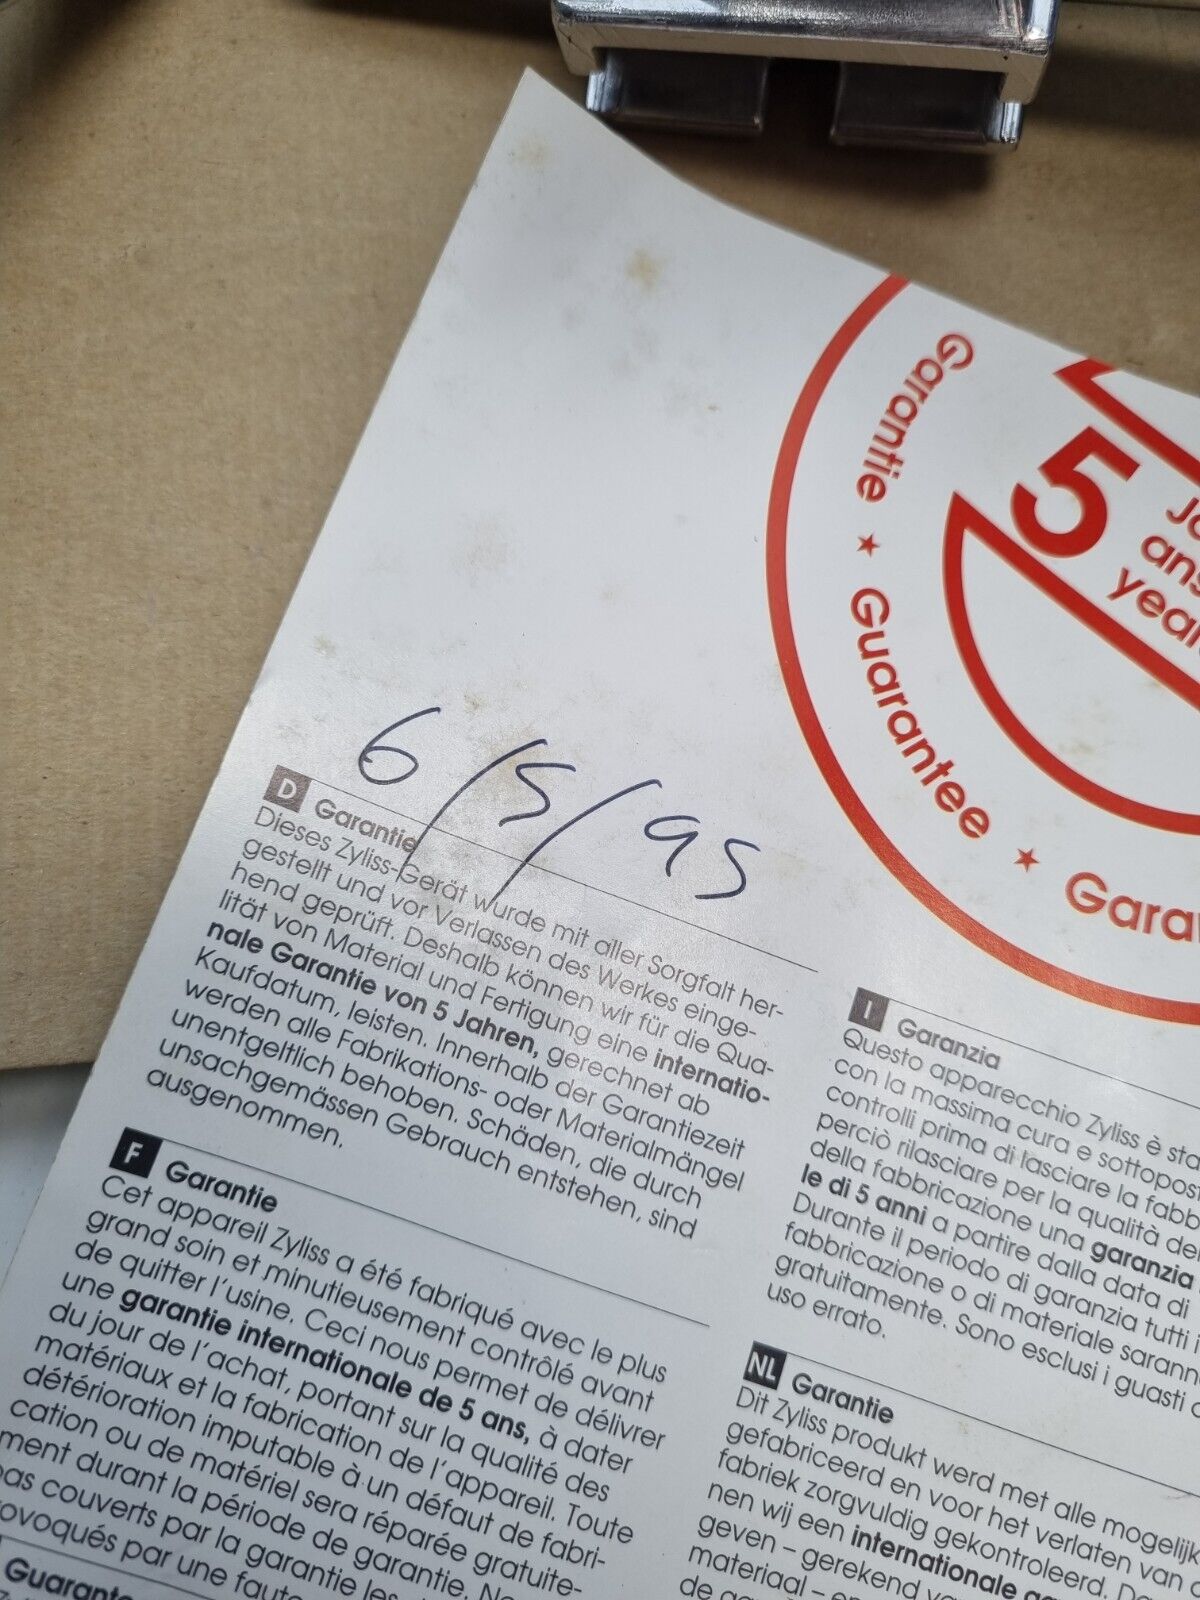 Garantie ★ Guarantee ★
5
ans
6/5/95
D Garantie
Dieses Zyliss-Gerät wurde mit aller Sorgfalt her-
gestellt und vor Verlassen des Werkes einge-
hend geprüft. Deshalb können wir für die Qua-
lität von Material und Fertigung eine internatio-
nale Garantie von 5 Jahren, gerechnet ab
Kaufdatum, leisten. Innerhalb der Garantiezeit
werden alle Fabrikations- oder Materialmängel
unentgeltlich behoben. Schäden, die durch
unsachgemässen Gebrauch entstehen, sind
ausgenommen.
F Garantie
Cet appareil Zyliss a été fabriqué avec le plus
grand soin et minutieusement contrôlé avant
de quitter l'usine. Ceci nous permet de délivrer
une garantie internationale de 5 ans, à dater
du jour de l'achat, portant sur la qualité des
matériaux et la fabrication de l'appareil. Toute
détérioration imputable à un défaut de fabri-
cation ou de matériel sera réparée gratuite-
ment durant la période de garantie.
pas couverts par la garantie les
par une faute
I Garanzia
Questo apparecchio Zyliss è
con la massima cura e
controlli prima di lasciare la
perciò rilasciare per la qualità
della fabbricazione una garanzia
le di 5 anni a partire dalla data di
Durante il periodo di garanzia tutti i
fabbricazione o di materiale
gratuitamente. Sono esclusi i guasti
uso errato.
NL Garantie
Dit Zyliss produkt werd met alle
gefabriceerd en voor het verlaten van
fabriek zorgvuldig gekontroleerd.
nen wij een internationale
geven – gerekend
materiaal – en
de